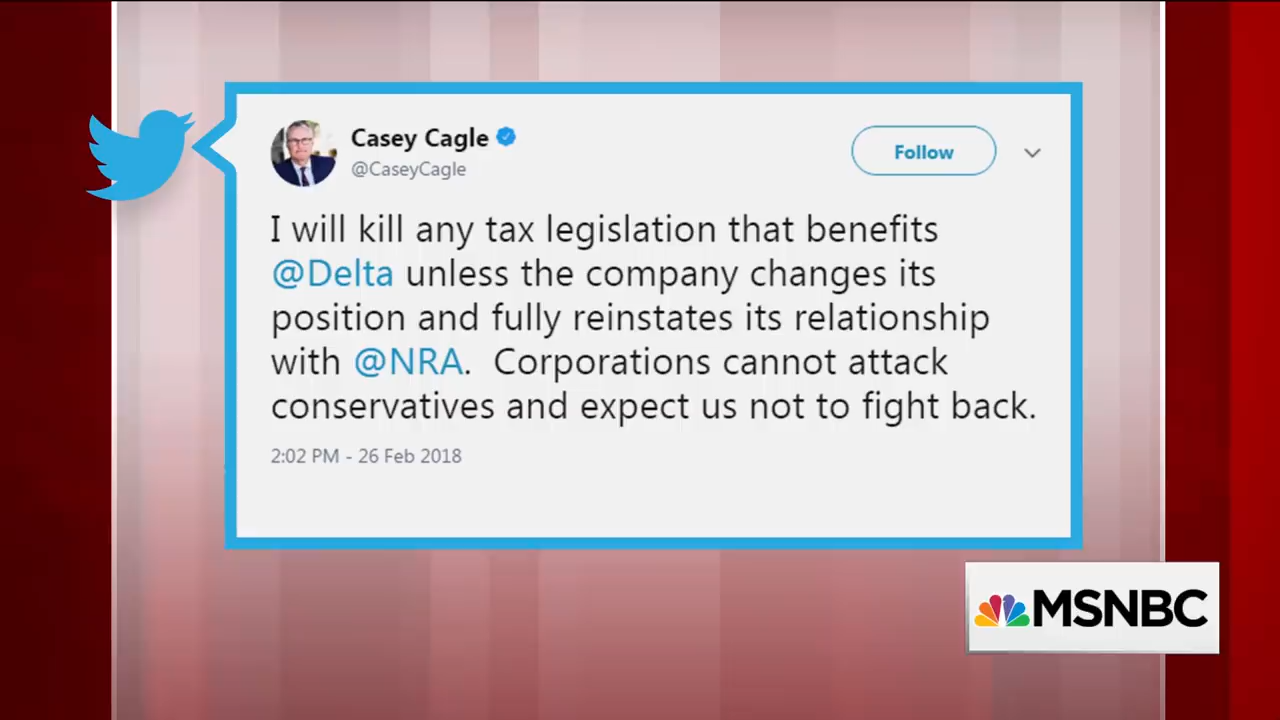 Casey Cagle
@CaseyCagle
Follow
I will kill any tax legislation that benefits
@Delta unless the company changes its
position and fully reinstates its relationship
with @NRA.  Corporations cannot attack
conservatives and expect us not to fight back.
2:02 PM - 26 Feb 2018
MSNBC